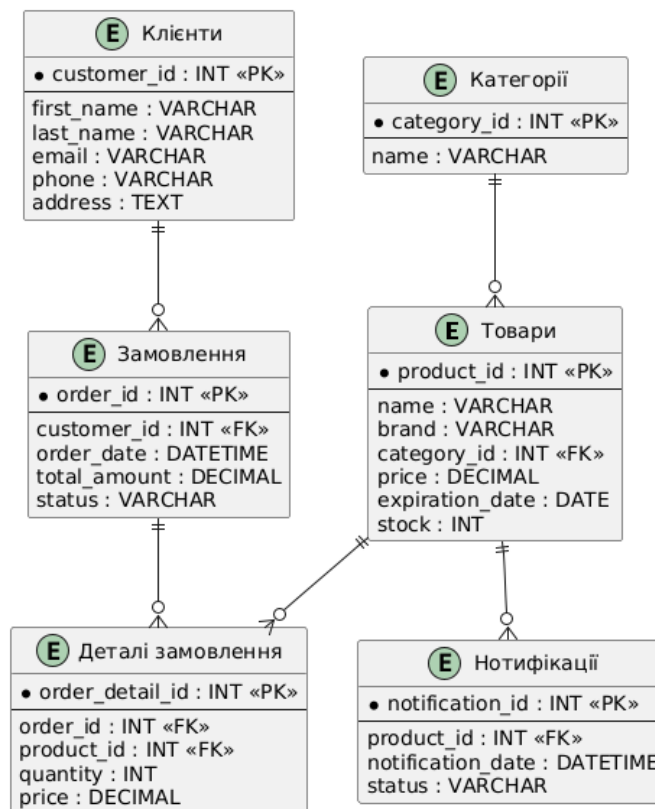 E Клієнти
• customer_id : INT «PK»
first_name : VARCHAR
last_name : VARCHAR
email : VARCHAR
phone : VARCHAR
address : TEXT
E Категорії
• category_id : INT «PK»
name : VARCHAR
E Замовлення
• order_id : INT «PK»
customer_id : INT «FK»
order_date : DATETIME
total_amount : DECIMAL
status : VARCHAR
E Товари
• product_id : INT «PK»
name : VARCHAR
brand : VARCHAR
category_id : INT «FK»
price : DECIMAL
expiration_date : DATE
stock : INT
E Деталі замовлення
• order_detail_id : INT «PK»
order_id : INT «FK»
product_id : INT «FK»
quantity : INT
price : DECIMAL
E Нотифікації
• notification_id : INT «PK»
product_id : INT «FK»
notification_date : DATETIME
status : VARCHAR